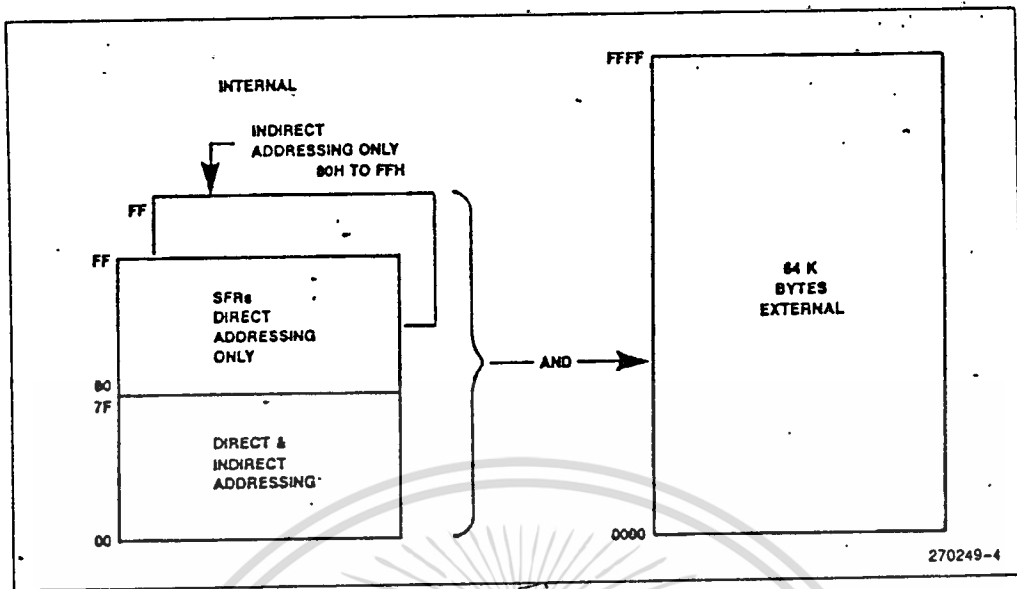 INTERNAL
INDIRECT
ADDRESSING ONLY
80H TO FFH
FF
FF
SFRs
DIRECT
ADDRESSING
ONLY
80
7F
DIRECT &
INDIRECT
ADDRESSING
00
AND
FFFF
64 K
BYTES
EXTERNAL
0000
270249-4